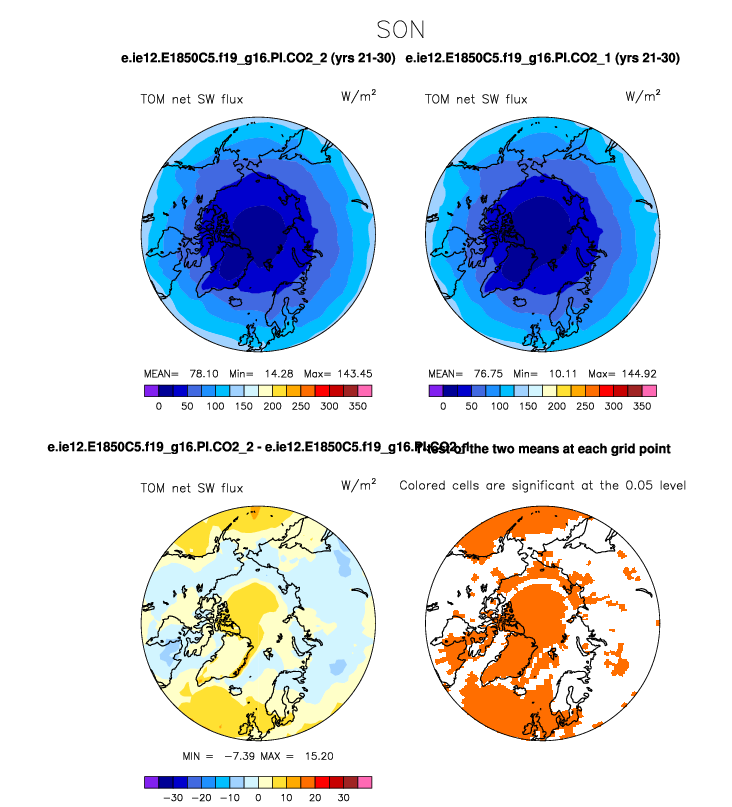 SON
e.ie12.E1850C5.f19_g16.PI.CO2_2 (yrs 21-30) e.ie12.E1850C5.f19_g16.PI.CO2_1 (yrs 21-30)
TOM net SW flux W/m² TOM net SW flux W/m²
MEAN= 78.10 Min= 14.28 Max= 143.45 MEAN= 76.75 Min= 10.11 Max= 144.92
0 50 100 150 200 250 300 350 0 50 100 150 200 250 300 350
e.ie12.E1850C5.f19_g16.PI.CO2_2 - e.ie12.E1850C5.f19_g16.PI.CO2_1 T-test of the two means at each grid point
TOM net SW flux W/m² Colored cells are significant at the 0.05 level
MIN = −7.39 MAX = 15.20
−30 −20 −10 0 10 20 30